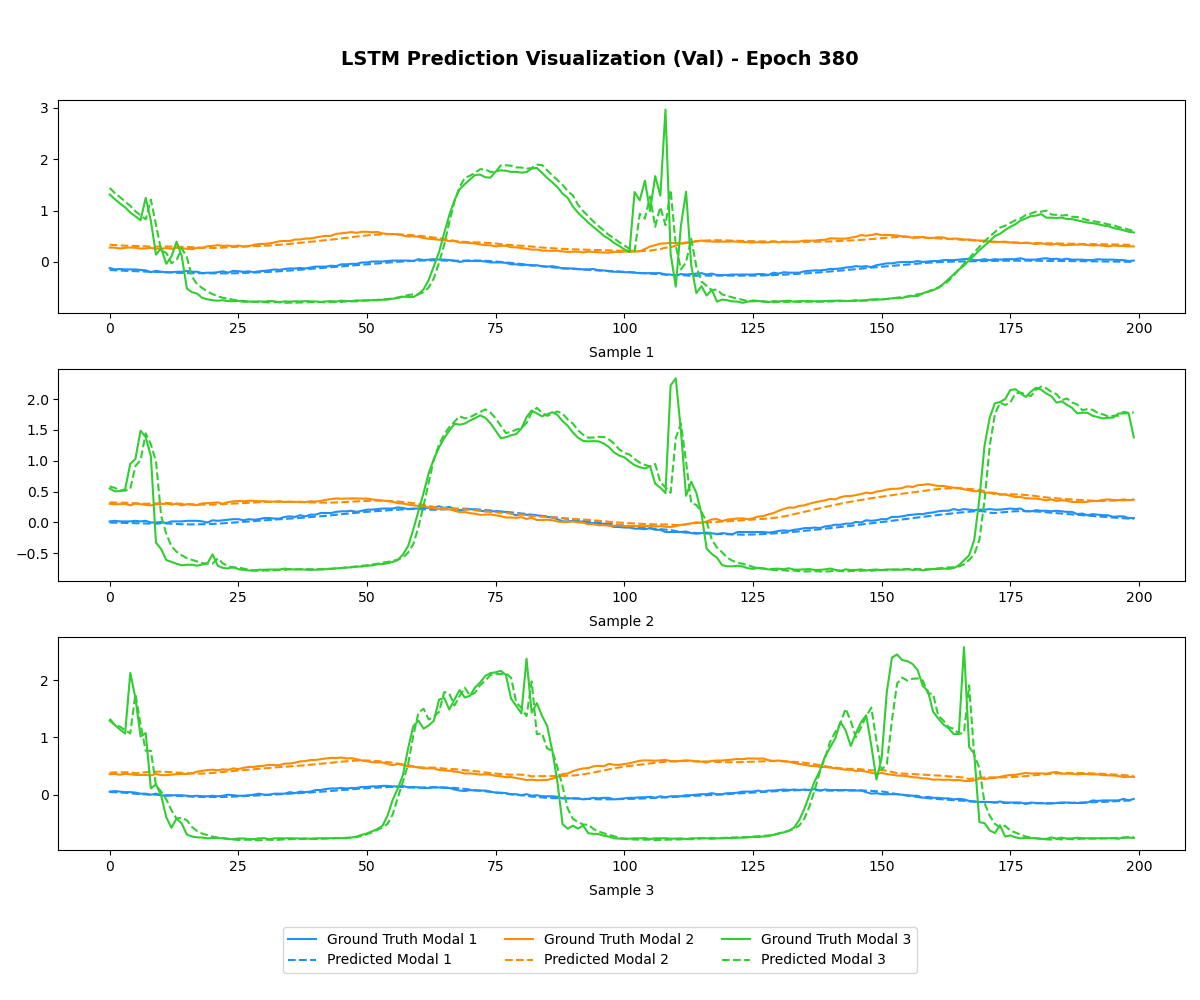 LSTM Prediction Visualization (Val) - Epoch 380
3
2
1
0
0 25 50 75 100 125 150 175 200
Sample 1
2.0
1.5
1.0
0.5
0.0
−0.5
0 25 50 75 100 125 150 175 200
Sample 2
2
1
0
0 25 50 75 100 125 150 175 200
Sample 3
Ground Truth Modal 1 Ground Truth Modal 2 Ground Truth Modal 3
Predicted Modal 1 Predicted Modal 2 Predicted Modal 3